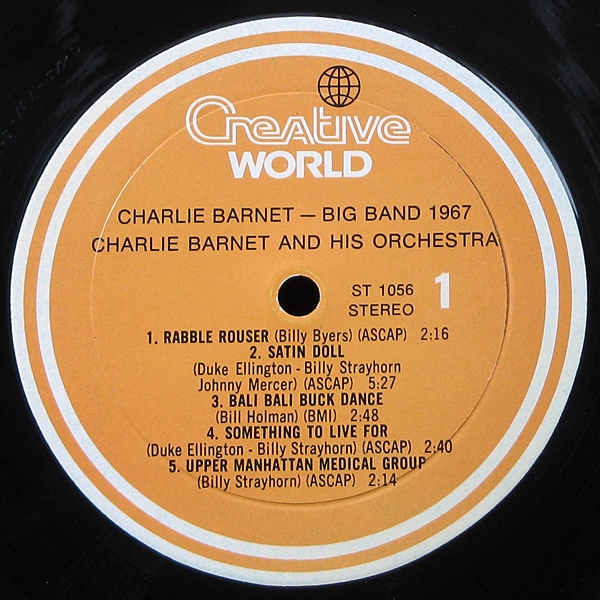 Creative
WORLD
CHARLIE BARNET — BIG BAND 1967
CHARLIE BARNET AND HIS ORCHESTRA
ST 1056
STEREO
1
1. RABBLE ROUSER (Billy Byers) (ASCAP) 2:16
2. SATIN DOLL
(Duke Ellington - Billy Strayhorn
Johnny Mercer) (ASCAP) 5:27
3. BALI BALI BUCK DANCE
(Bill Holman) (BMI) 2:48
4. SOMETHING TO LIVE FOR
(Duke Ellington - Billy Strayhorn) (ASCAP) 2:40
5. UPPER MANHATTAN MEDICAL GROUP
(Billy Strayhorn) (ASCAP) 2:14